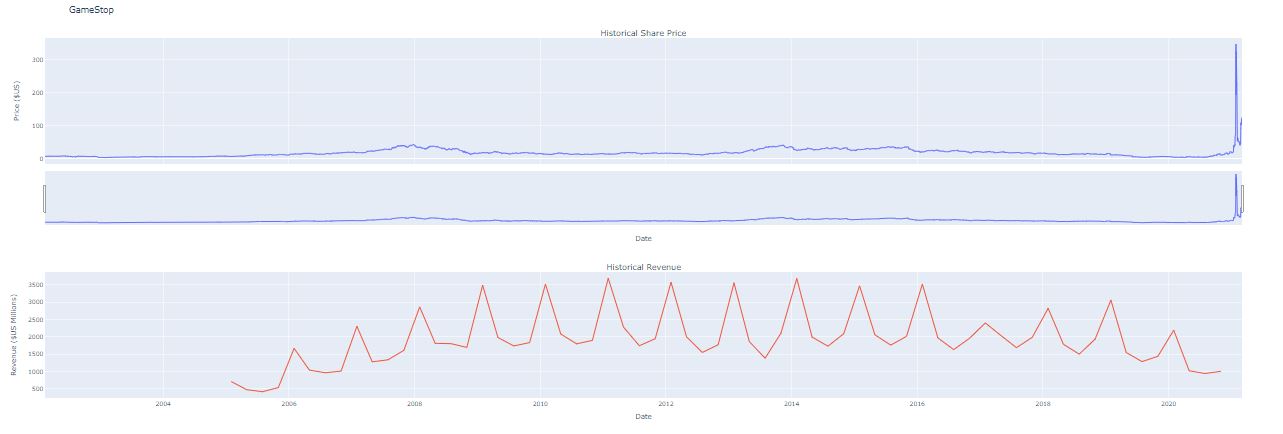 GameStop
Historical Share Price
Price ($US)
300
200
100
0
Date
Historical Revenue
Revenue ($US Millions)
3500
3000
2500
2000
1500
1000
500
2004 2006 2008 2010 2012 2014 2016 2018 2020
Date